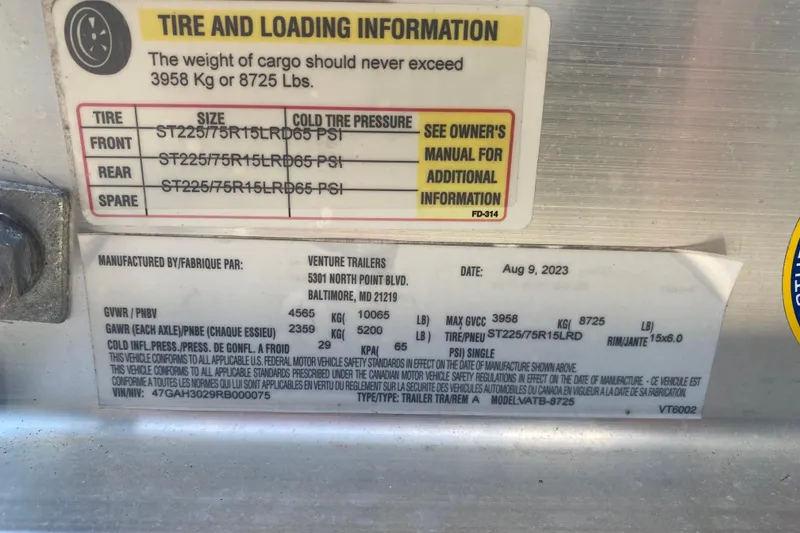 TIRE AND LOADING INFORMATION
The weight of cargo should never exceed
3958 Kg or 8725 Lbs.
TIRE SIZE COLD TIRE PRESSURE SEE OWNER'S MANUAL FOR ADDITIONAL INFORMATION
FRONT ST225/75R15LRD65 PSI
REAR ST225/75R15LRD65 PSI
SPARE ST225/75R15LRD65 PSI
FD-314
MANUFACTURED BY/FABRIQUE PAR: VENTURE TRAILERS DATE: Aug 9, 2023
5301 NORTH POINT BLVD.
BALTIMORE, MD 21219
GVWR / PNBV 4565 KG( 10065 LB) MAX GVCC 3958 KG( 8725 LB)
GAWR (EACH AXLE)/PNBE (CHAQUE ESSIEU) 2359 KG( 5200 LB) TIRE/PNEU ST225/75R15LRD RIM/JANTE 15x6.0
COLD INFL.PRESS./PRESS. DE GONFL. A FROID 29 KPA( 65 PSI) SINGLE
THIS VEHICLE CONFORMS TO ALL APPLICABLE U.S. FEDERAL MOTOR VEHICLE SAFETY STANDARDS IN EFFECT ON THE DATE OF MANUFACTURE SHOWN ABOVE.
THIS VEHICLE CONFORMS TO ALL APPLICABLE STANDARDS PRESCRIBED UNDER THE CANADIAN MOTOR VEHICLE SAFETY REGULATIONS IN EFFECT ON THE DATE OF MANUFACTURE - CE VEHICULE EST
CONFORME A TOUTES LES NORMES QUI LUI SONT APPLICABLES EN VERTU DU REGLEMENT SUR LA SECURITE DES VEHICULES AUTOMOBILES DU CANADA EN VIGUEUR A LA DATE DE SA FABRICATION.
VIN/NIV: 47GAH3029RB000075 TYPE/TYPE: TRAILER TRA/REM A MODEL VATB-8725
VT6002